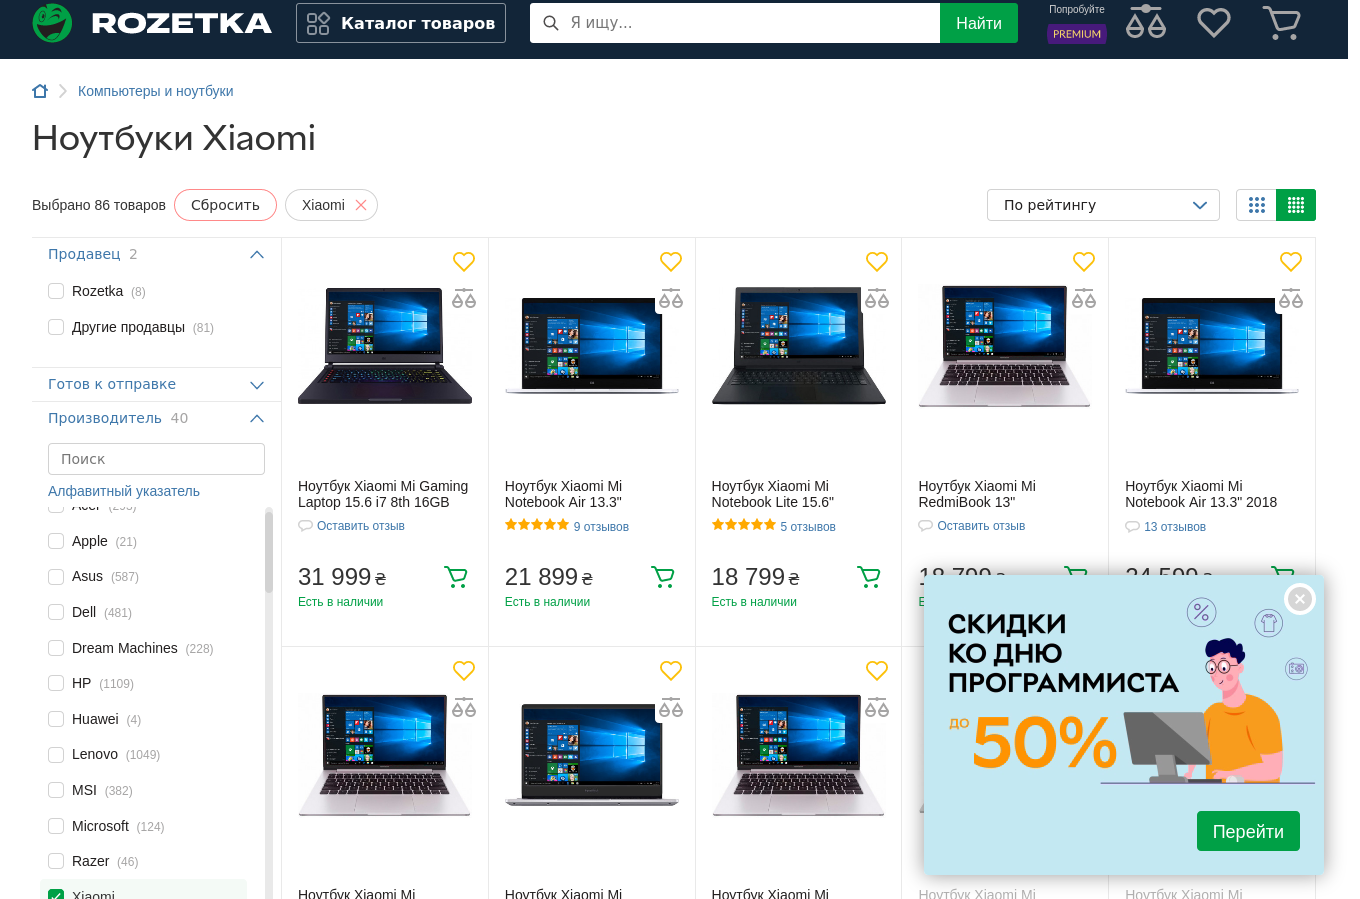 ROZETKA
Каталог товаров
Я ищу...
Найти
Попробуйте
PREMIUM
Компьютеры и ноутбуки
Ноутбуки Xiaomi
Выбрано 86 товаров
Сбросить
Xiaomi
По рейтингу
Продавец 2
Rozetka (8)
Другие продавцы (81)
Готов к отправке
Производитель 40
Поиск
Алфавитный указатель
Acer (293)
Apple (21)
Asus (587)
Dell (481)
Dream Machines (228)
HP (1109)
Huawei (4)
Lenovo (1049)
MSI (382)
Microsoft (124)
Razer (46)
Xiaomi
Ноутбук Xiaomi Mi Gaming
Laptop 15.6 i7 8th 16GB
Оставить отзыв
31 999 ₴
Есть в наличии
Ноутбук Xiaomi Mi
Notebook Air 13.3"
9 отзывов
21 899 ₴
Есть в наличии
Ноутбук Xiaomi Mi
Notebook Lite 15.6"
5 отзывов
18 799 ₴
Есть в наличии
Ноутбук Xiaomi Mi
RedmiBook 13"
Оставить отзыв
18 799 ₴
Ноутбук Xiaomi Mi
Notebook Air 13.3" 2018
13 отзывов
24 599 ₴
Ноутбук Xiaomi Mi
Ноутбук Xiaomi Mi
Ноутбук Xiaomi Mi
Ноутбук Xiaomi Mi
Ноутбук Xiaomi Mi
СКИДКИ
КО ДНЮ
ПРОГРАММИСТА
ДО 50%
Перейти